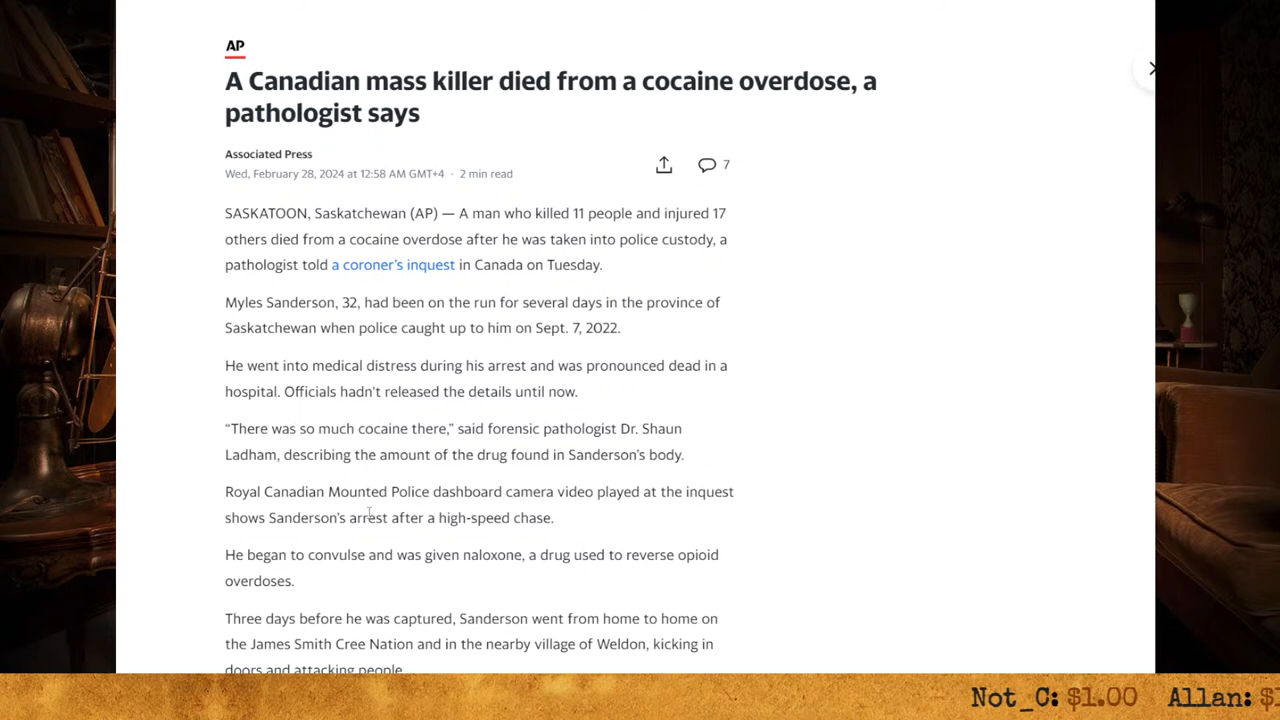 AP
A Canadian mass killer died from a cocaine overdose, a
pathologist says
Associated Press
Wed, February 28, 2024 at 12:58 AM GMT+4 · 2 min read
7
SASKATOON, Saskatchewan (AP) — A man who killed 11 people and injured 17
others died from a cocaine overdose after he was taken into police custody, a
pathologist told a coroner's inquest in Canada on Tuesday.
Myles Sanderson, 32, had been on the run for several days in the province of
Saskatchewan when police caught up to him on Sept. 7, 2022.
He went into medical distress during his arrest and was pronounced dead in a
hospital. Officials hadn't released the details until now.
“There was so much cocaine there,” said forensic pathologist Dr. Shaun
Ladham, describing the amount of the drug found in Sanderson's body.
Royal Canadian Mounted Police dashboard camera video played at the inquest
shows Sanderson's arrest after a high-speed chase.
He began to convulse and was given naloxone, a drug used to reverse opioid
overdoses.
Three days before he was captured, Sanderson went from home to home on
the James Smith Cree Nation and in the nearby village of Weldon, kicking in
doors and attacking people.
Not_C: $1.00 Allan: $